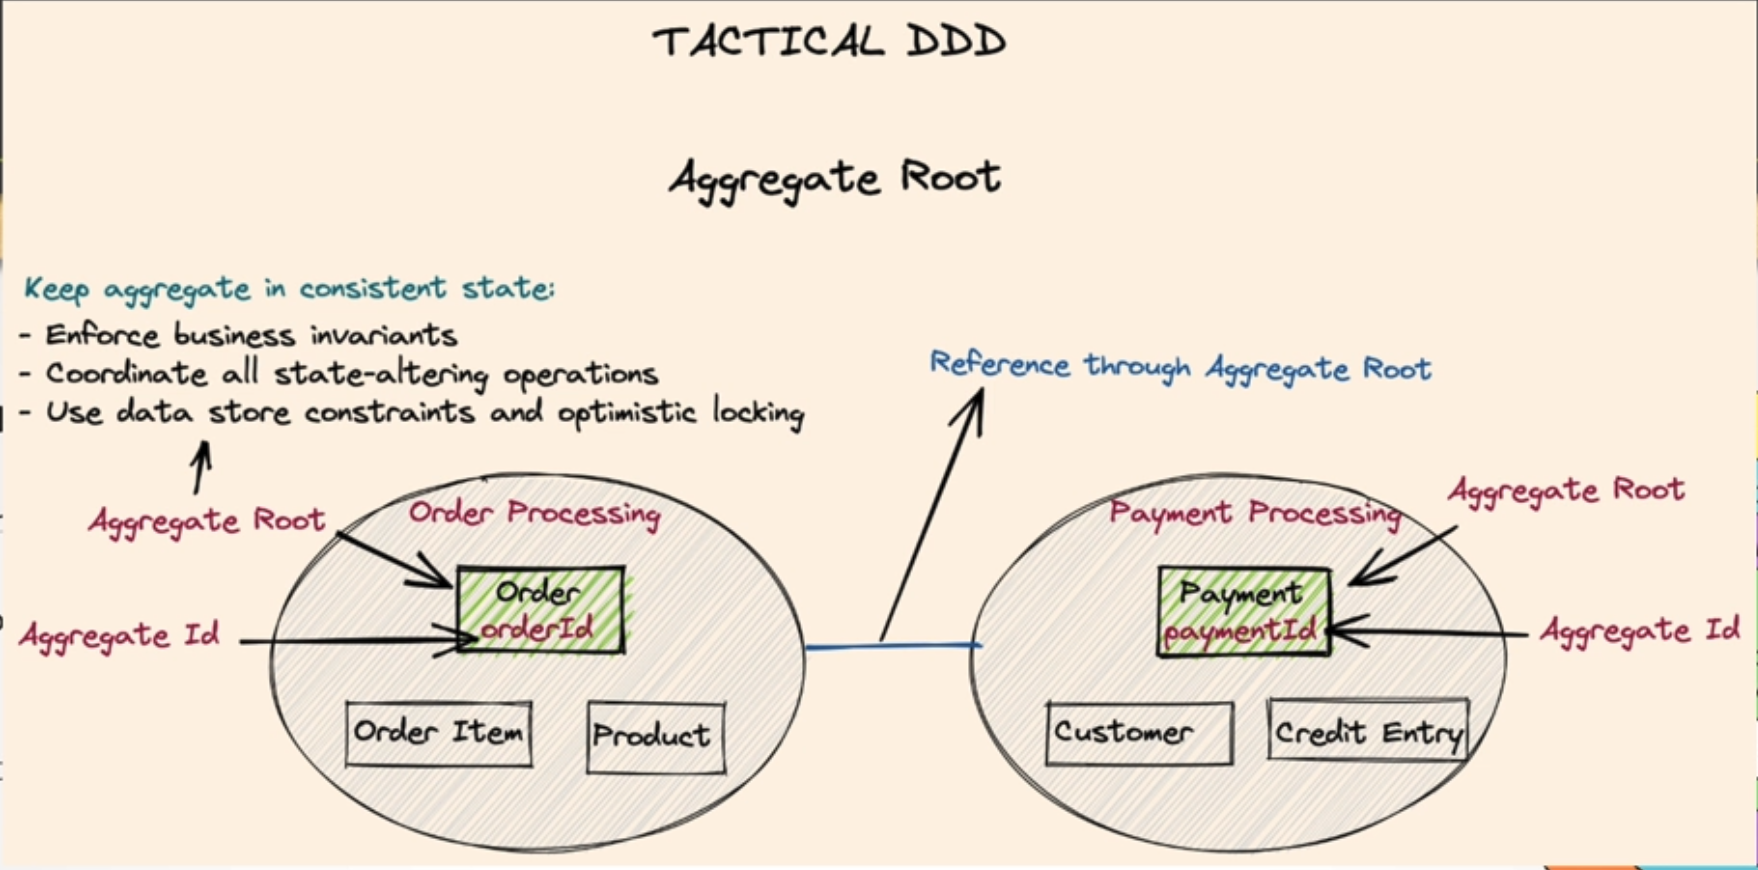 TACTICAL DDD
Aggregate Root
Keep aggregate in consistent state:
- Enforce business invariants
- Coordinate all state-altering operations
- Use data store constraints and optimistic locking
Reference through Aggregate Root
Aggregate Root
Order Processing
Order
orderId
Aggregate Id
Order Item
Product
Payment Processing
Aggregate Root
Payment
paymentId
Aggregate Id
Customer
Credit Entry